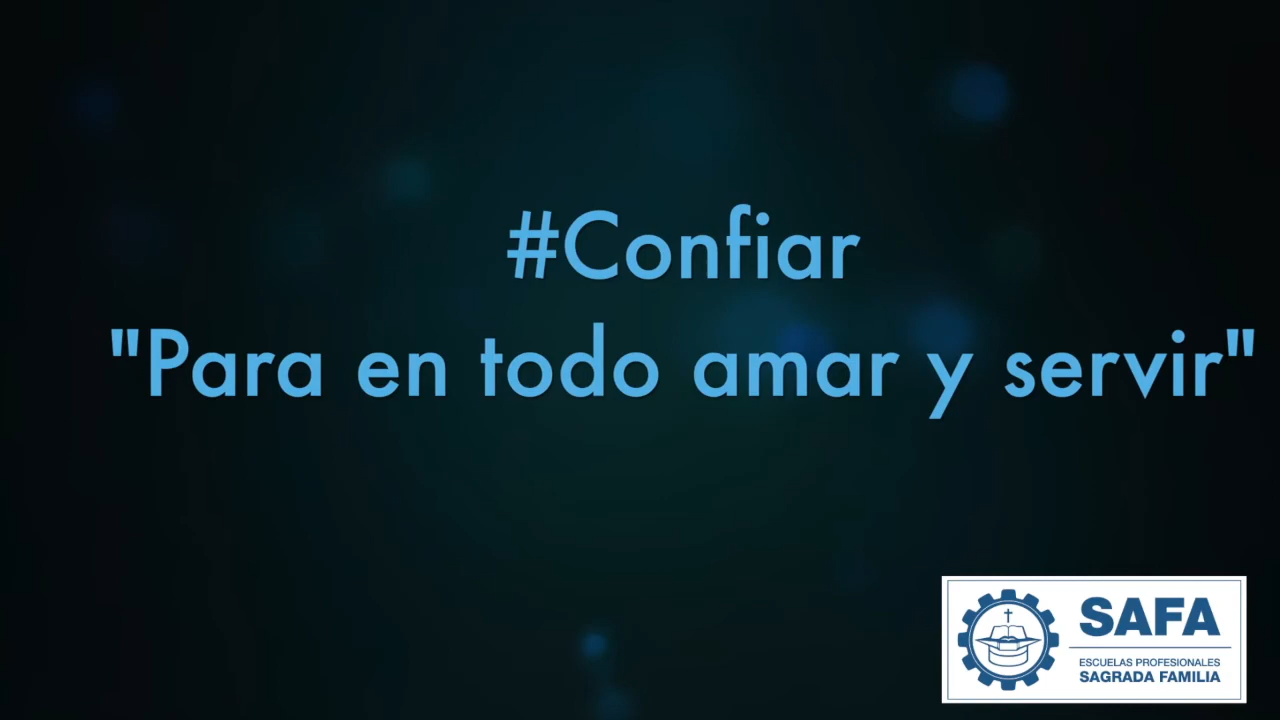 #Confiar
"Para en todo amar y servir"
SAFA
ESCUELAS PROFESIONALES
SAGRADA FAMILIA